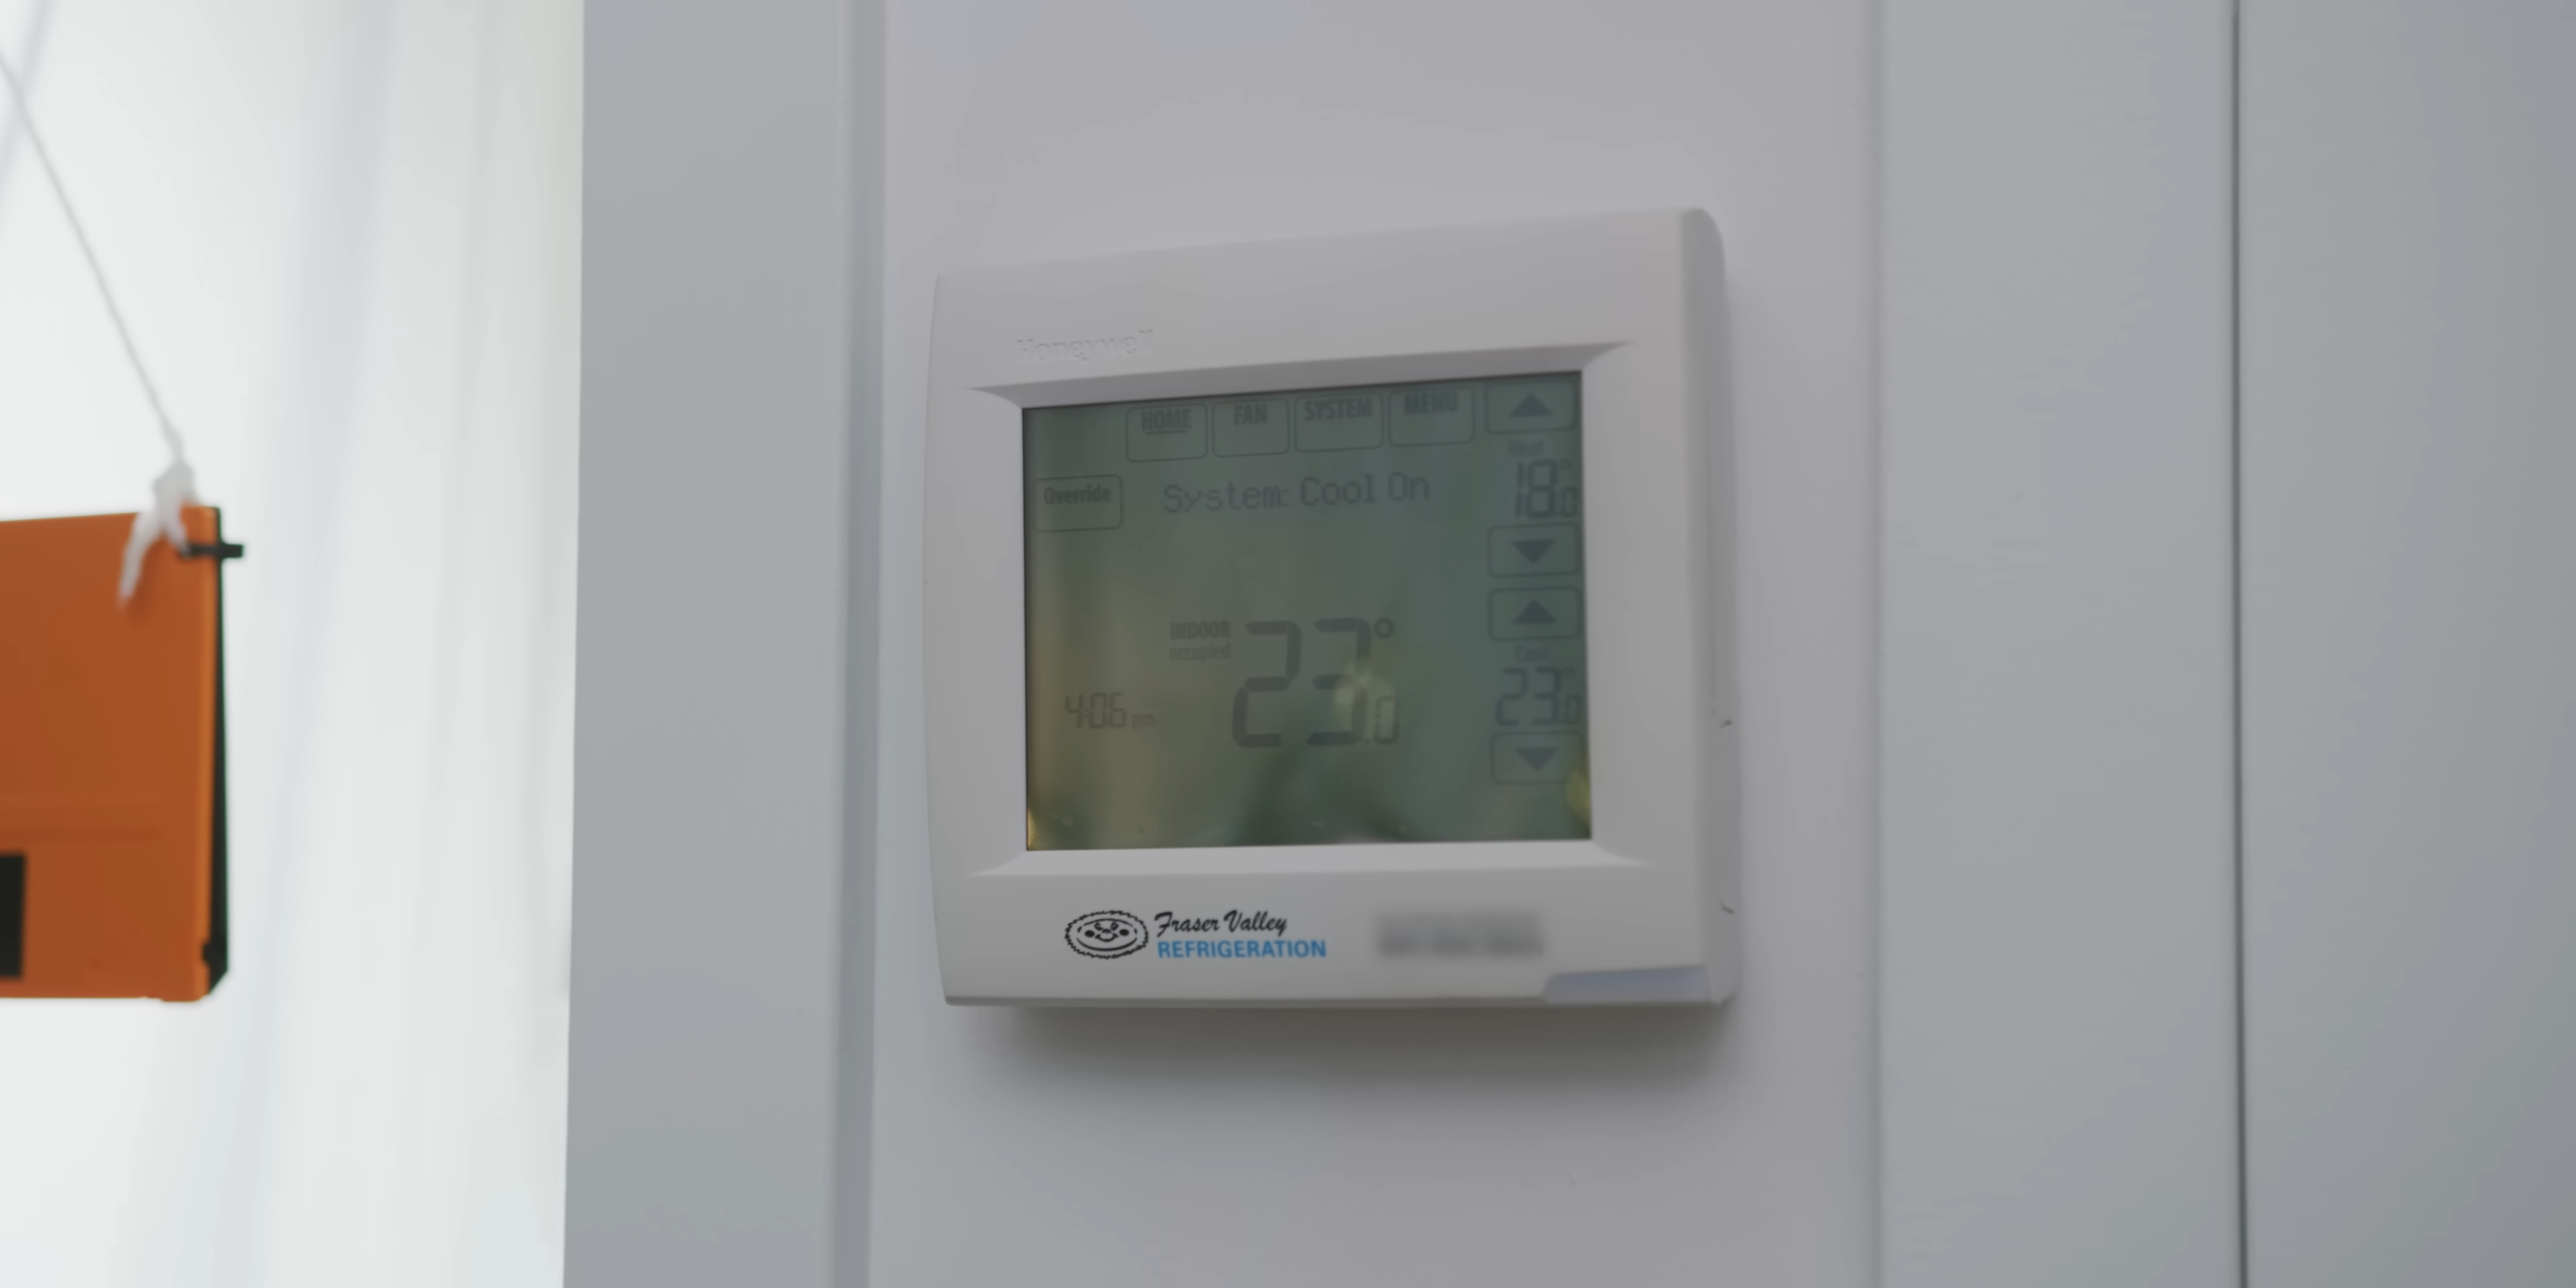 Honeywell
HOME FAN SYSTEM MENU
Heat
18.0°
Override
System: Cool On
INDOOR
occupied
23.0°
4:06 pm
Cool
23.0°
Fraser Valley
REFRIGERATION